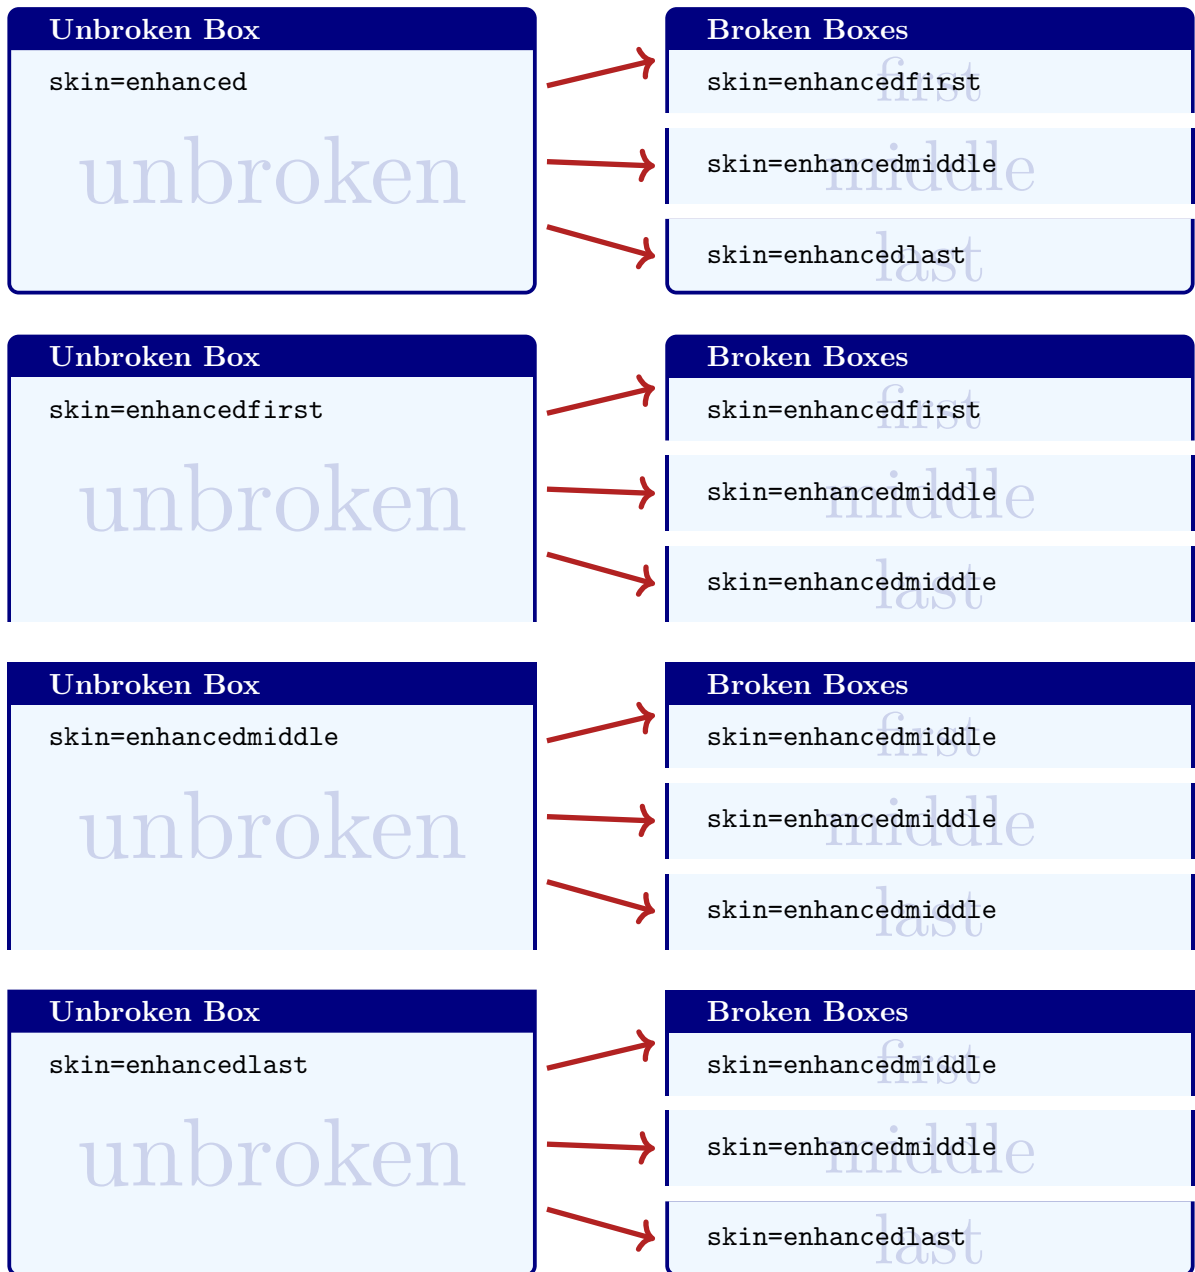 Unbroken Box
skin=enhanced
unbroken
Broken Boxes
first
skin=enhancedfirst
middle
skin=enhancedmiddle
last
skin=enhancedlast
Unbroken Box
skin=enhancedfirst
unbroken
Broken Boxes
first
skin=enhancedfirst
middle
skin=enhancedmiddle
last
skin=enhancedmiddle
Unbroken Box
skin=enhancedmiddle
unbroken
Broken Boxes
first
skin=enhancedmiddle
middle
skin=enhancedmiddle
last
skin=enhancedmiddle
Unbroken Box
skin=enhancedlast
unbroken
Broken Boxes
first
skin=enhancedmiddle
middle
skin=enhancedmiddle
last
skin=enhancedlast